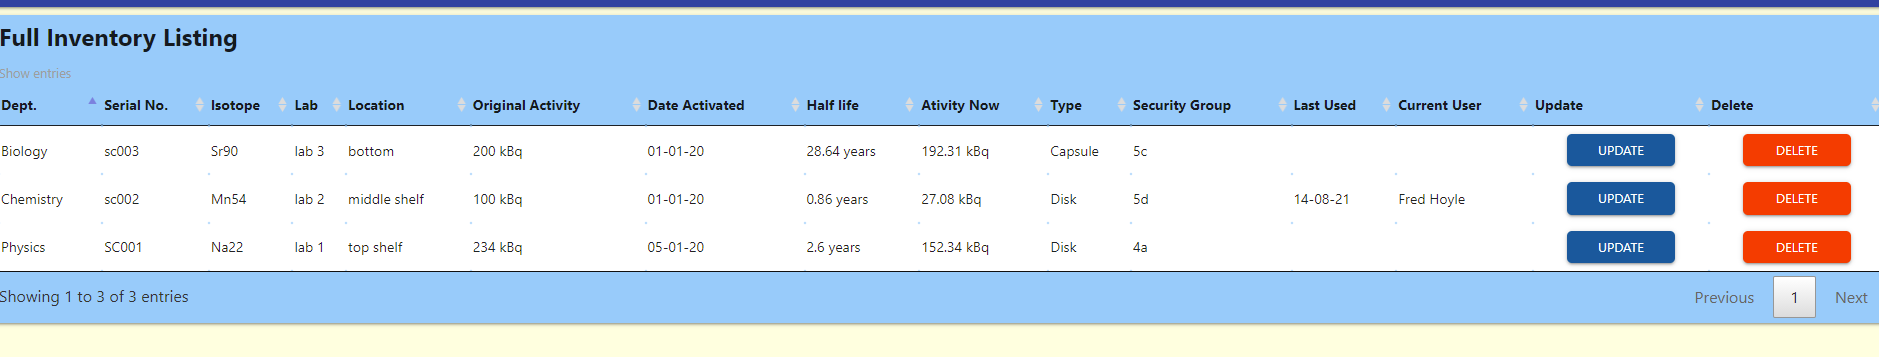 Full Inventory Listing
Show entries
Dept. Serial No. Isotope Lab Location Original Activity Date Activated Half life Ativity Now Type Security Group Last Used Current User Update Delete
Biology sc003 Sr90 lab 3 bottom 200 kBq 01-01-20 28.64 years 192.31 kBq Capsule 5c UPDATE DELETE
Chemistry sc002 Mn54 lab 2 middle shelf 100 kBq 01-01-20 0.86 years 27.08 kBq Disk 5d 14-08-21 Fred Hoyle UPDATE DELETE
Physics SC001 Na22 lab 1 top shelf 234 kBq 05-01-20 2.6 years 152.34 kBq Disk 4a UPDATE DELETE
Showing 1 to 3 of 3 entries Previous 1 Next